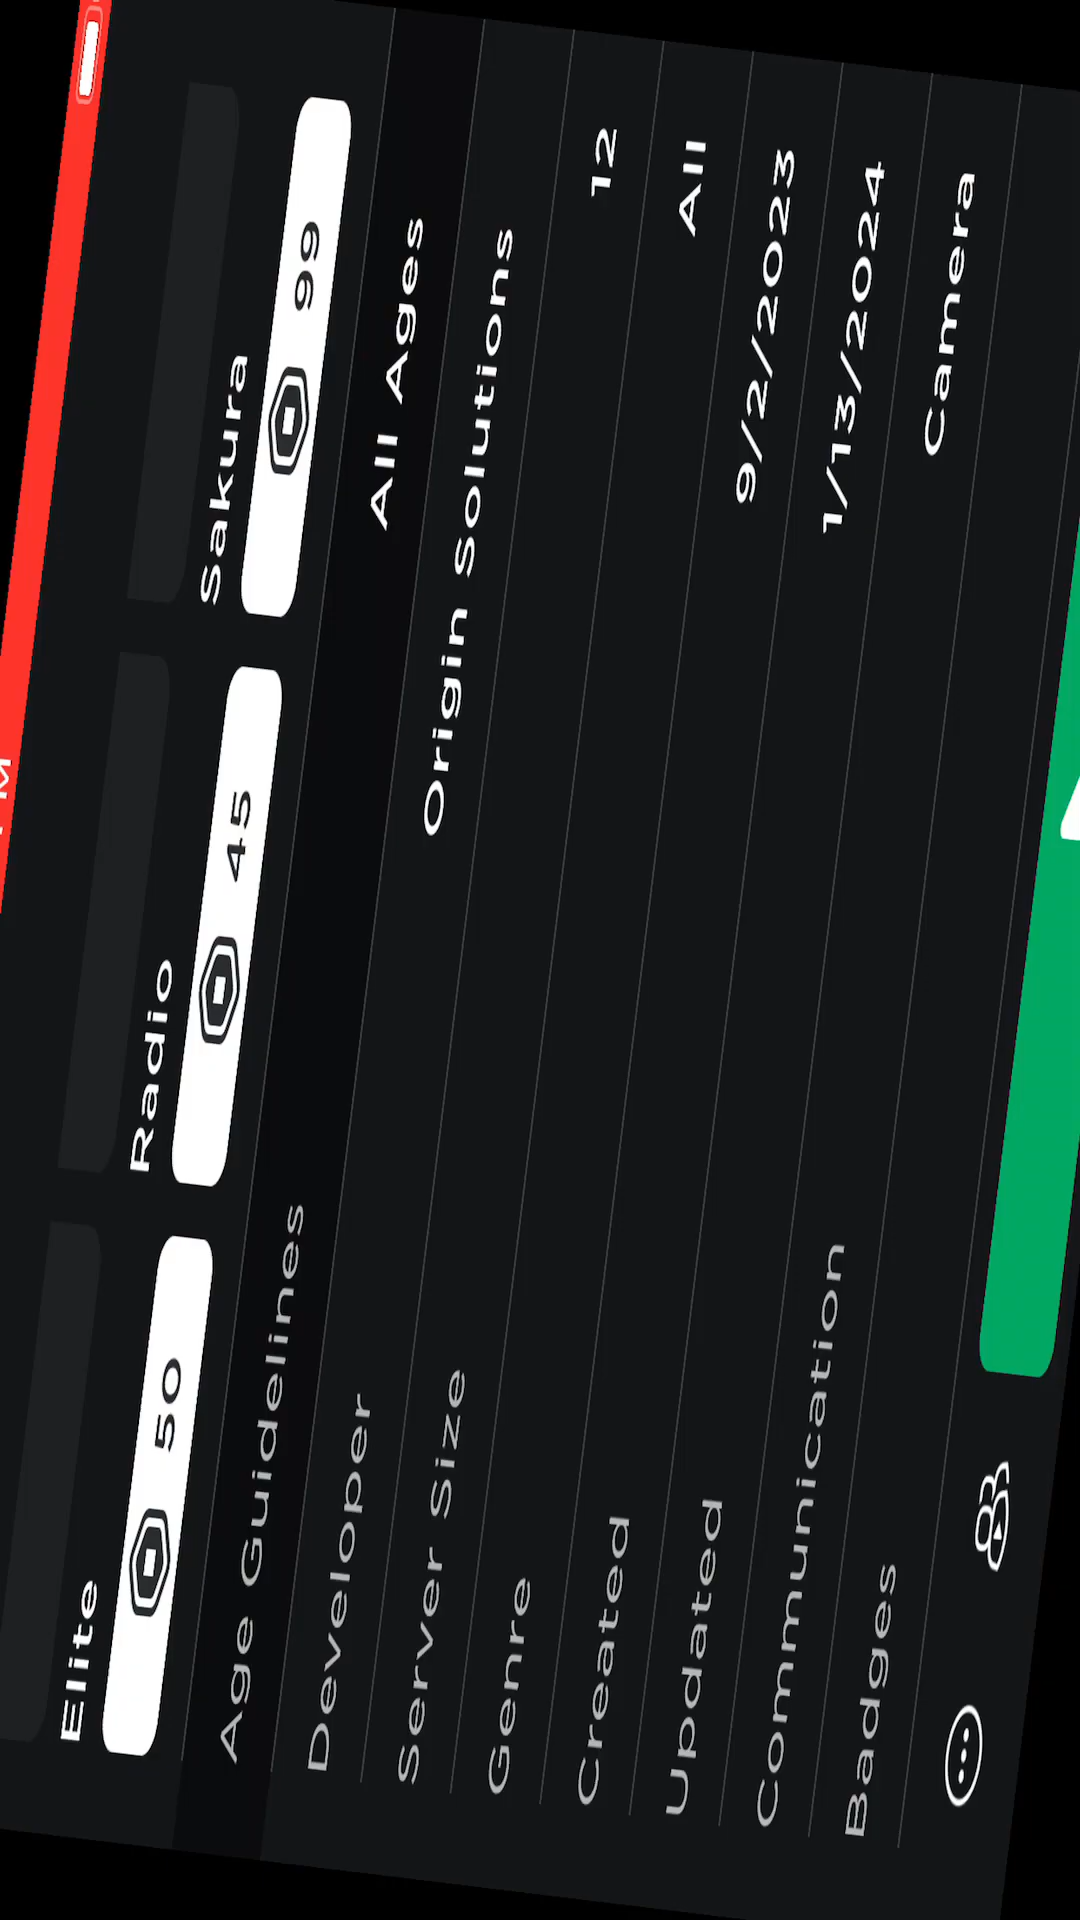 M
Elite
Radio
Sakura
50
45
99
Age Guidelines
All Ages
Developer
Origin Solutions
Server Size
12
Genre
All
Created
9/2/2023
Updated
1/13/2024
Communication
Camera
Badges